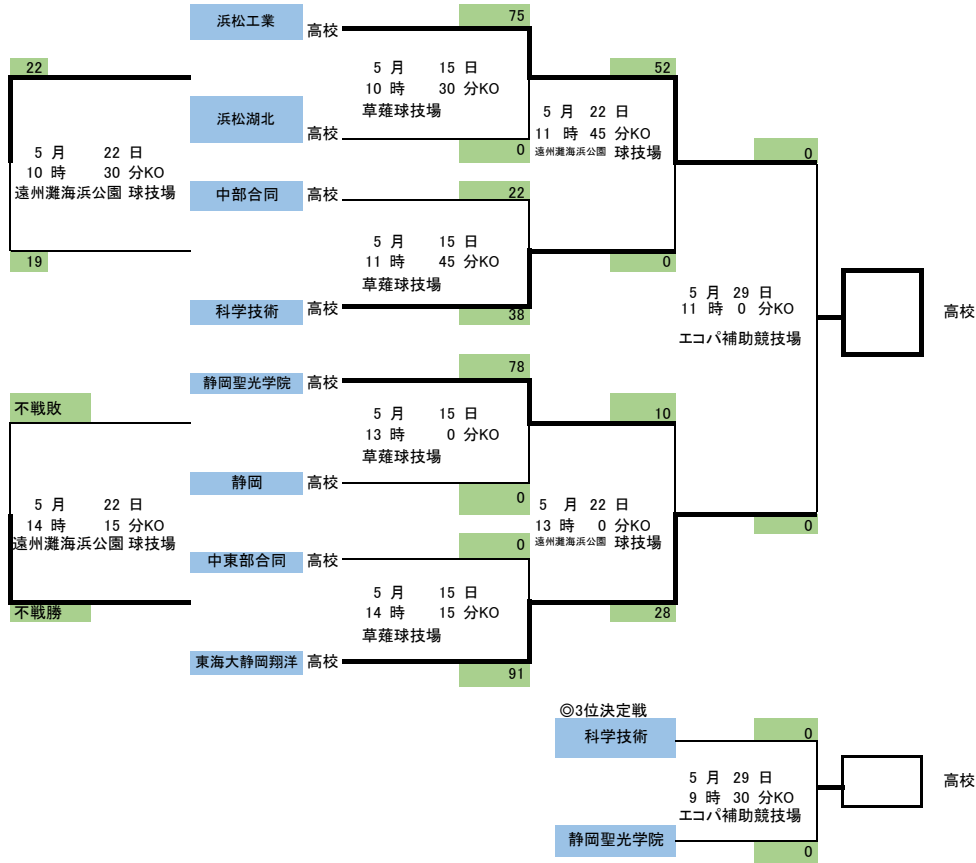 浜松工業 高校
75
5 月 15 日
10 時 30 分KO
草薙球技場
浜松湖北 高校
0
22
5 月 22 日
10 時 30 分KO
遠州灘海浜公園 球技場
19
52
5 月 22 日
11 時 45 分KO
遠州灘海浜公園 球技場
0
中部合同 高校
22
5 月 15 日
11 時 45 分KO
草薙球技場
科学技術 高校
38
0
5 月 29 日
11 時 0 分KO
エコパ補助競技場
0
高校
静岡聖光学院 高校
78
5 月 15 日
13 時 0 分KO
草薙球技場
静岡 高校
0
不戦敗
5 月 22 日
14 時 15 分KO
遠州灘海浜公園 球技場
不戦勝
10
5 月 22 日
13 時 0 分KO
遠州灘海浜公園 球技場
28
中東部合同 高校
0
5 月 15 日
14 時 15 分KO
草薙球技場
東海大静岡翔洋 高校
91
◎3位決定戦
科学技術
0
5 月 29 日
9 時 30 分KO
エコパ補助競技場
静岡聖光学院
0
高校